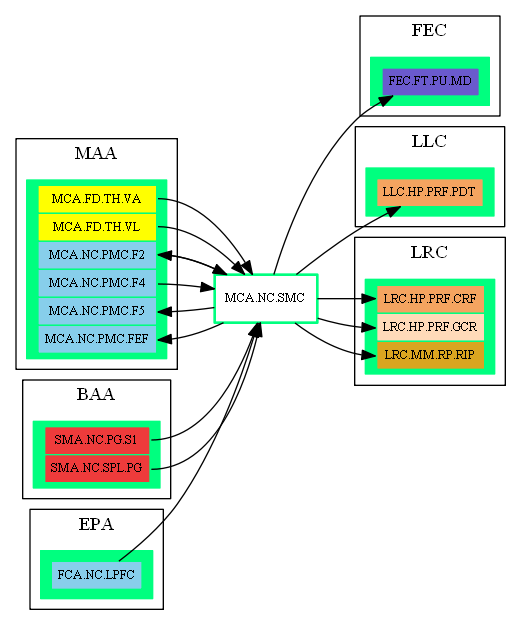 MAA
MCA.FD.TH.VA
MCA.FD.TH.VL
MCA.NC.PMC.F2
MCA.NC.PMC.F4
MCA.NC.PMC.F5
MCA.NC.PMC.FEF
BAA
SMA.NC.PG.S1
SMA.NC.SPL.PG
EPA
FCA.NC.LPFC
MCA.NC.SMC
FEC
FEC.FT.PU.MD
LLC
LLC.HP.PRF.PDT
LRC
LRC.HP.PRF.CRF
LRC.HP.PRF.GCR
LRC.MM.RP.RIP